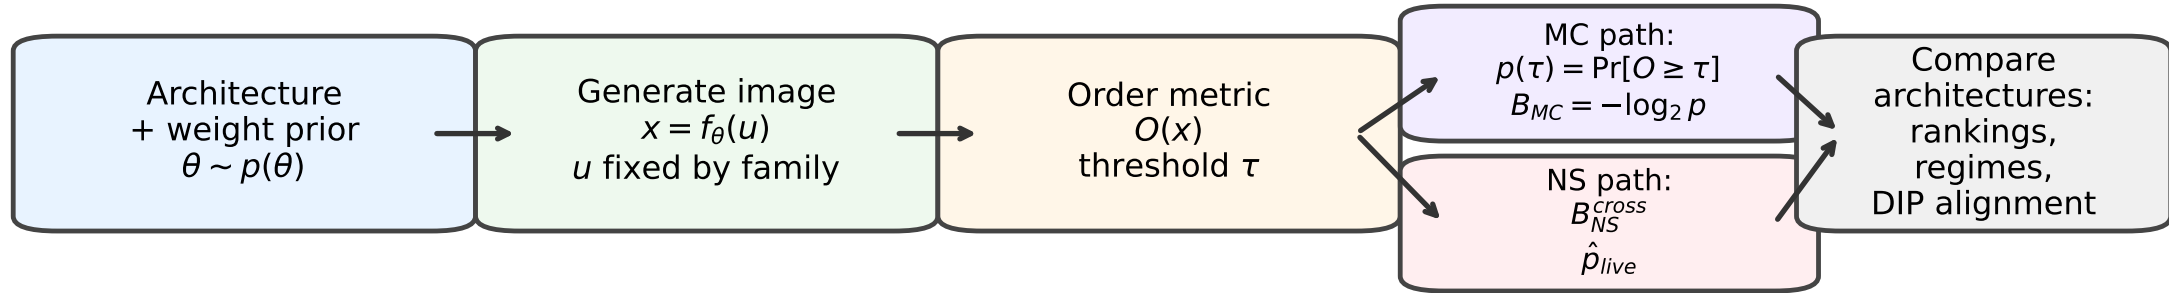 Architecture
+ weight prior
θ ∼ p(θ)
Generate image
x = f_θ(u)
u fixed by family
Order metric
O(x)
threshold τ
MC path:
p(τ) = Pr[O ≥ τ]
B_MC = −log₂ p
NS path:
B_NS^cross
p̂_live
Compare
architectures:
rankings,
regimes,
DIP alignment